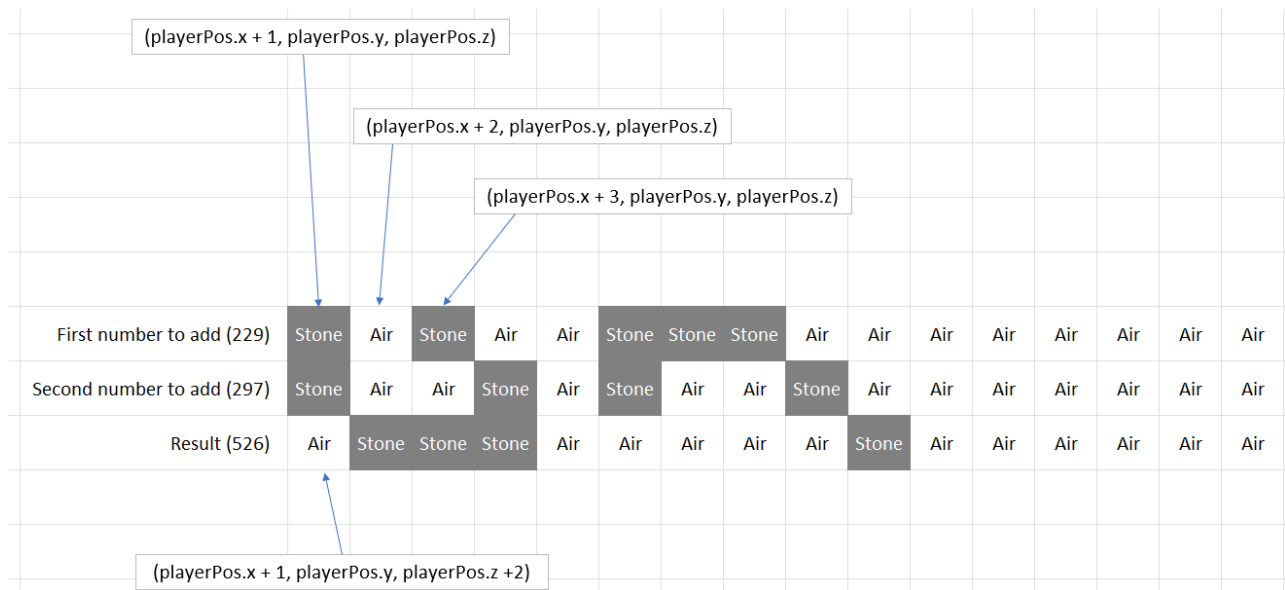 (playerPos.x + 1, playerPos.y, playerPos.z)
(playerPos.x + 2, playerPos.y, playerPos.z)
(playerPos.x + 3, playerPos.y, playerPos.z)
First number to add (229) Stone Air Stone Air Air Stone Stone Stone Air Air Air Air Air Air Air Air
Second number to add (297) Stone Air Air Stone Air Stone Air Air Stone Air Air Air Air Air Air Air
Result (526) Air Stone Stone Stone Air Air Air Air Air Stone Air Air Air Air Air Air
(playerPos.x + 1, playerPos.y, playerPos.z +2)